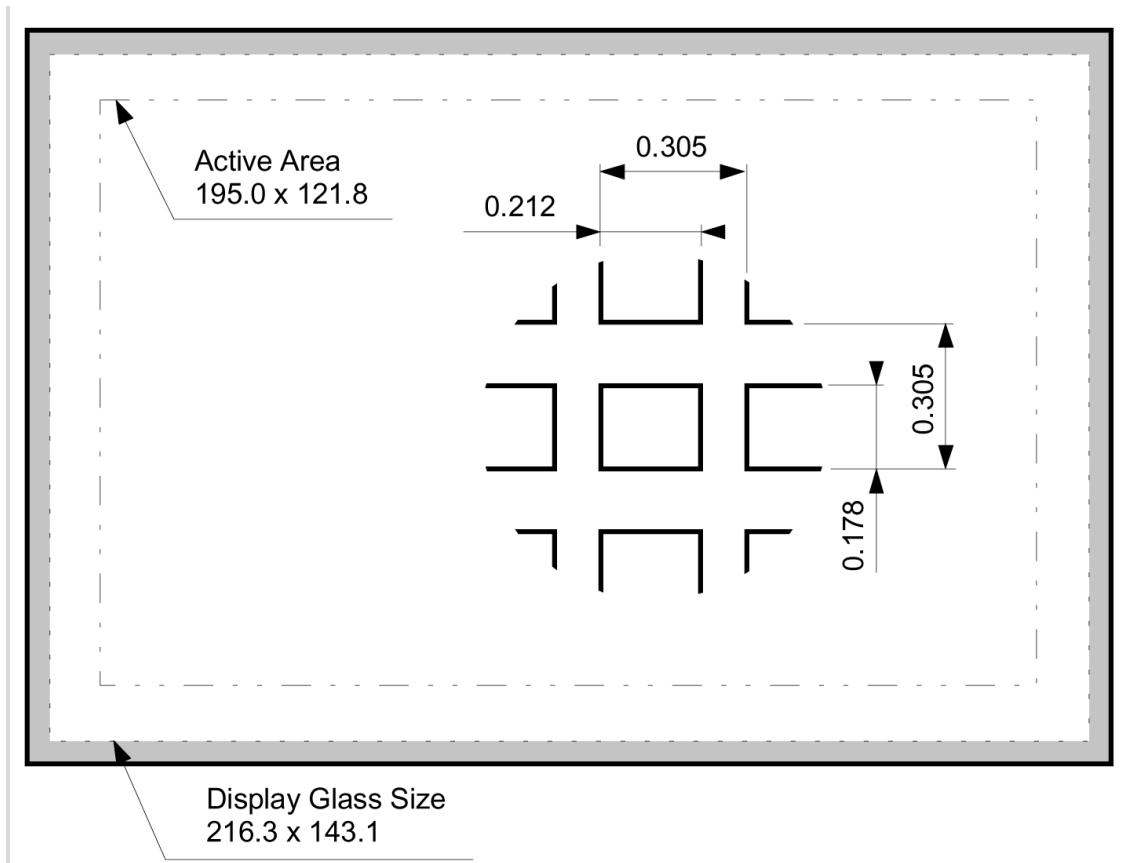 Active Area
195.0 x 121.8
0.305
0.212
0.305
0.178
Display Glass Size
216.3 x 143.1